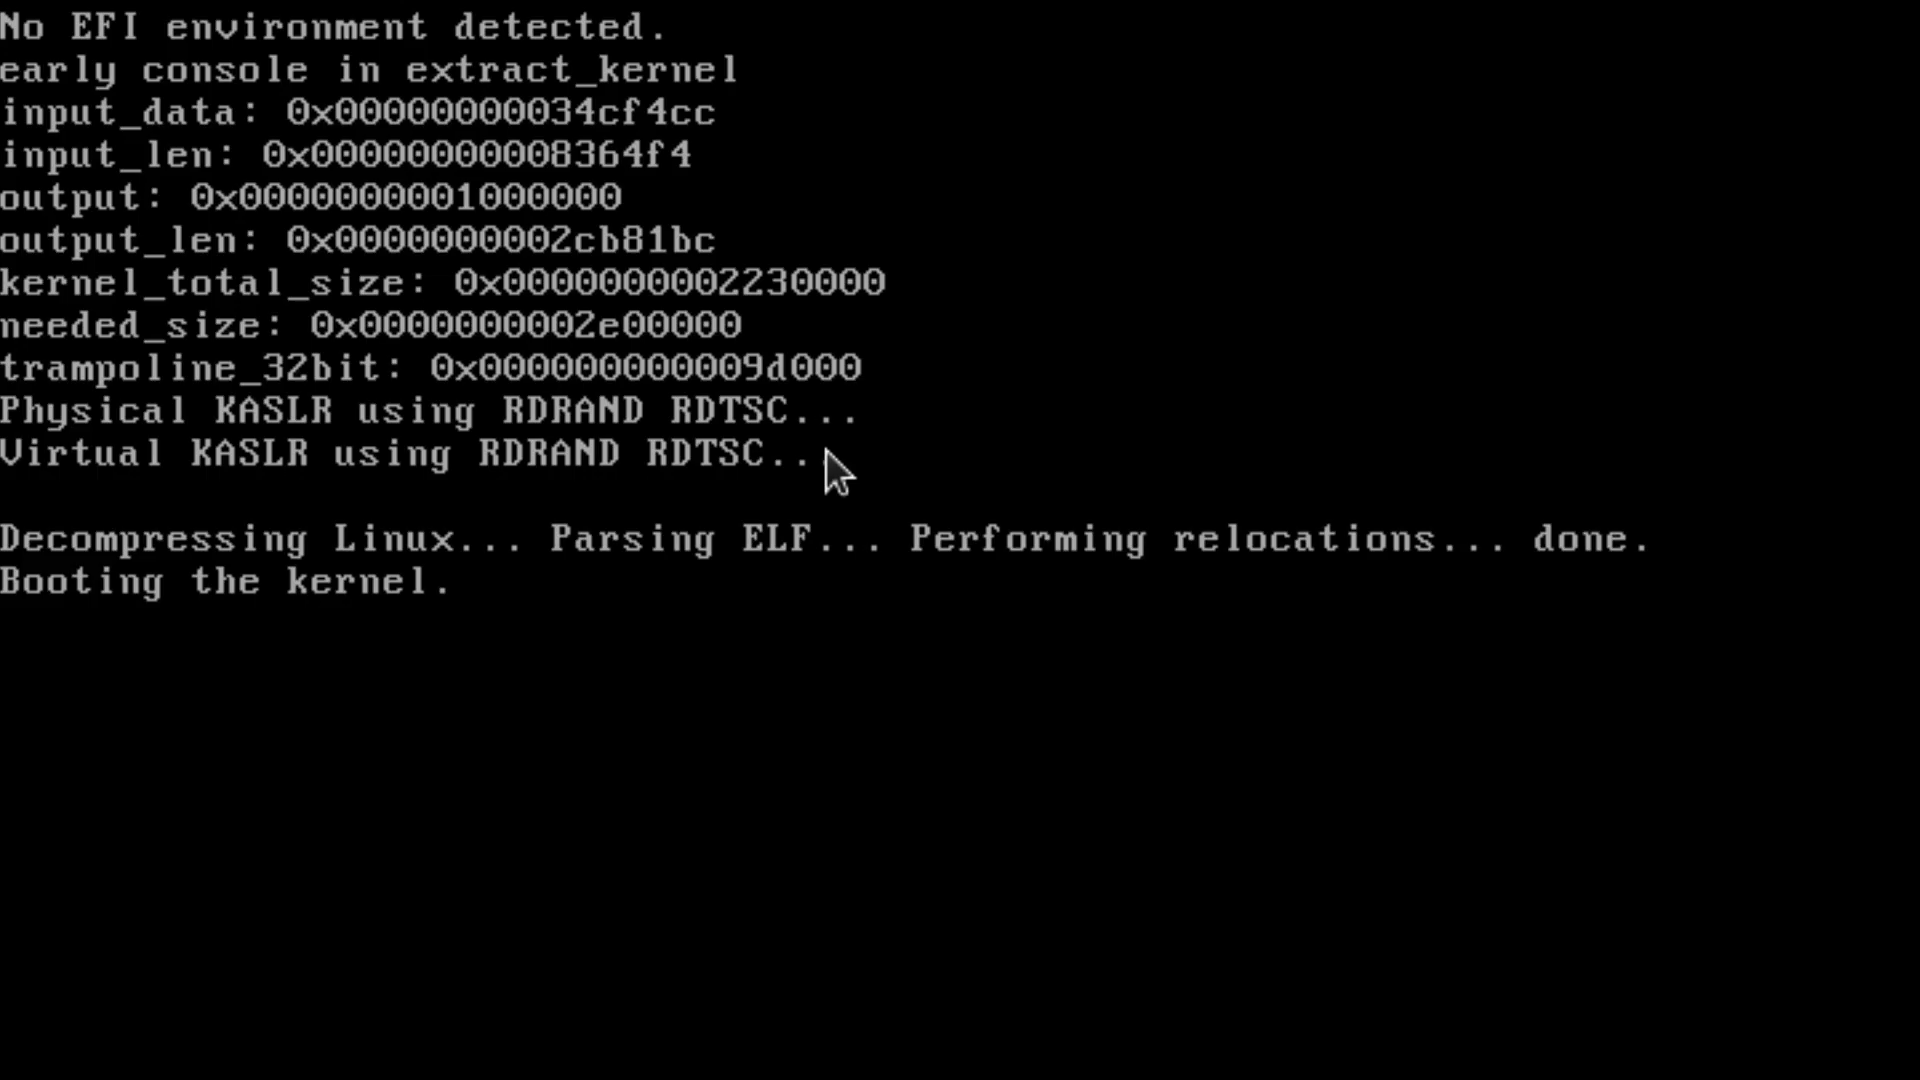 No EFI environment detected.
early console in extract_kernel
input_data: 0x00000000034cf4cc
input_len: 0x00000000008364f4
output: 0x0000000001000000
output_len: 0x0000000002cb81bc
kernel_total_size: 0x0000000002230000
needed_size: 0x0000000002e00000
trampoline_32bit: 0x000000000009d000
Physical KASLR using RDRAND RDTSC...
Virtual KASLR using RDRAND RDTSC...
Decompressing Linux... Parsing ELF... Performing relocations... done.
Booting the kernel.